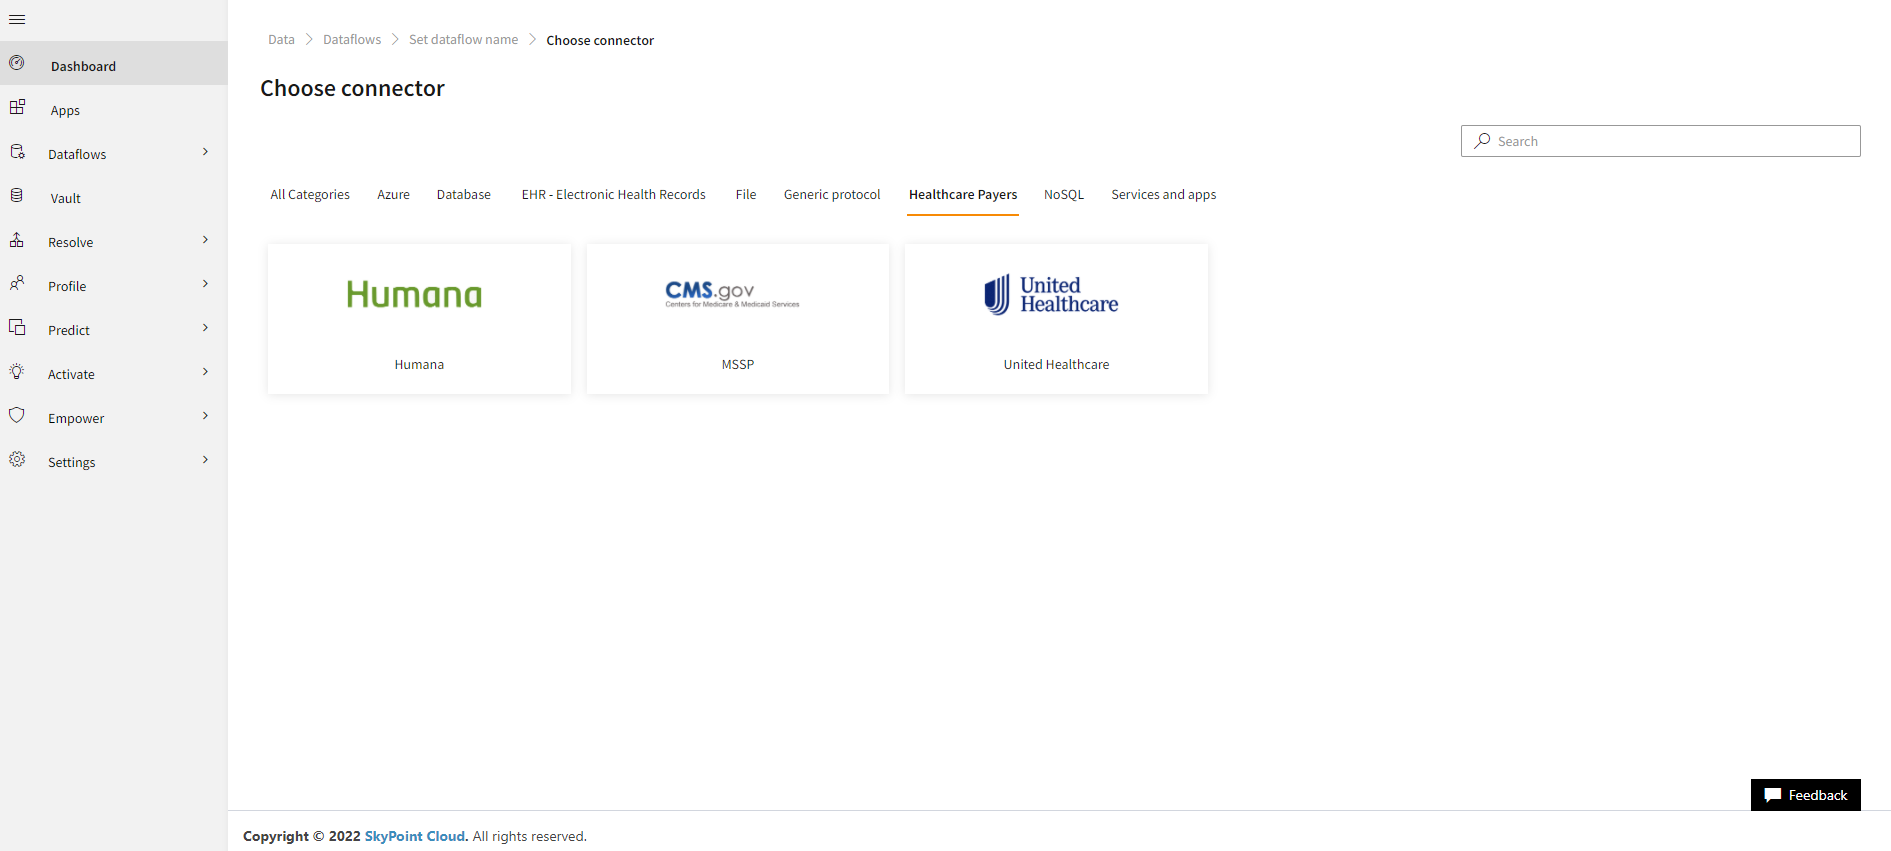 Dashboard
Apps
Dataflows
Vault
Resolve
Profile
Predict
Activate
Empower
Settings
Data > Dataflows > Set dataflow name > Choose connector
Choose connector
Search
All Categories Azure Database EHR - Electronic Health Records File Generic protocol Healthcare Payers NoSQL Services and apps
Humana
Humana
CMS.gov
Centers for Medicare & Medicaid Services
MSSP
United
Healthcare
United Healthcare
Feedback
Copyright © 2022 SkyPoint Cloud. All rights reserved.